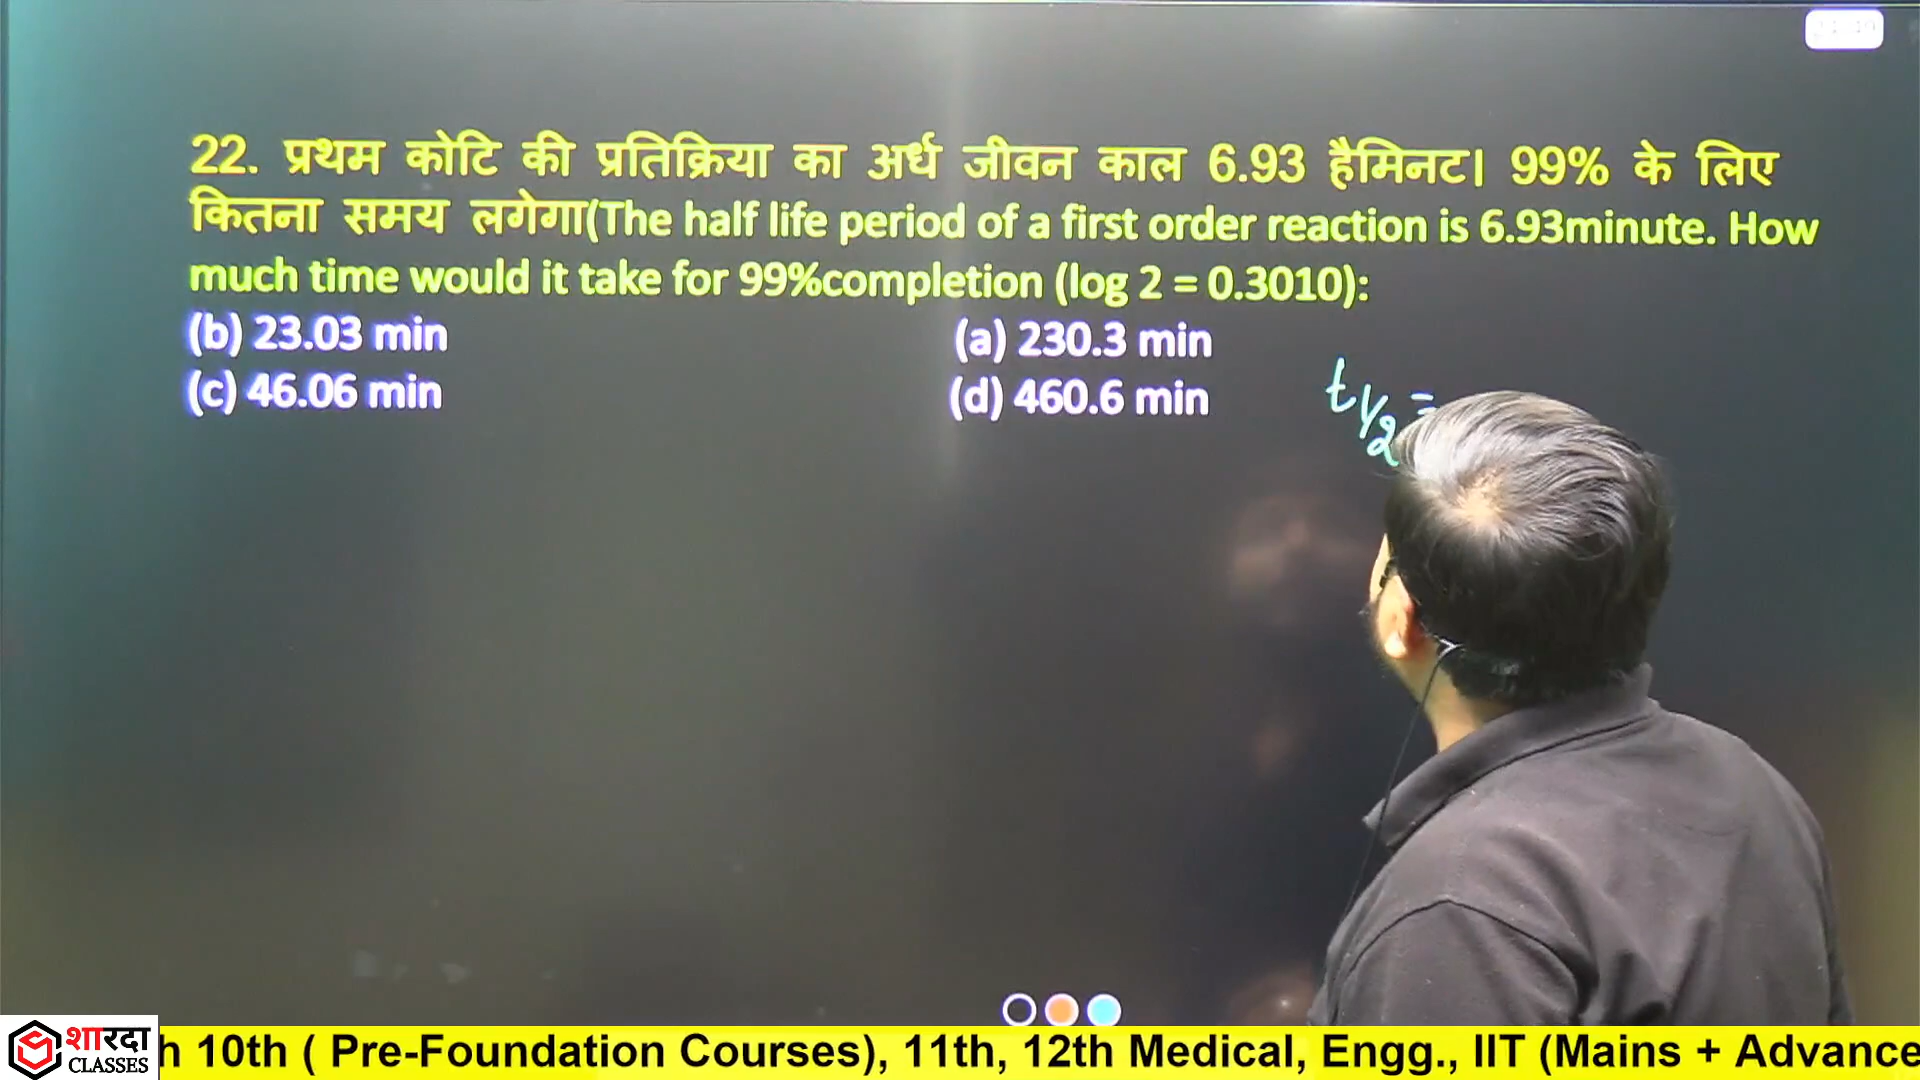 22. प्रथम कोटि की प्रतिक्रिया का अर्ध जीवन काल 6.93 हैमिनट। 99% के लिए
कितना समय लगेगा(The half life period of a first order reaction is 6.93minute. How
much time would it take for 99%completion (log 2 = 0.3010):
(b) 23.03 min (a) 230.3 min
(c) 46.06 min (d) 460.6 min
t1/2 =
शारदा
CLASSES
h 10th ( Pre-Foundation Courses), 11th, 12th Medical, Engg., IIT (Mains + Advance